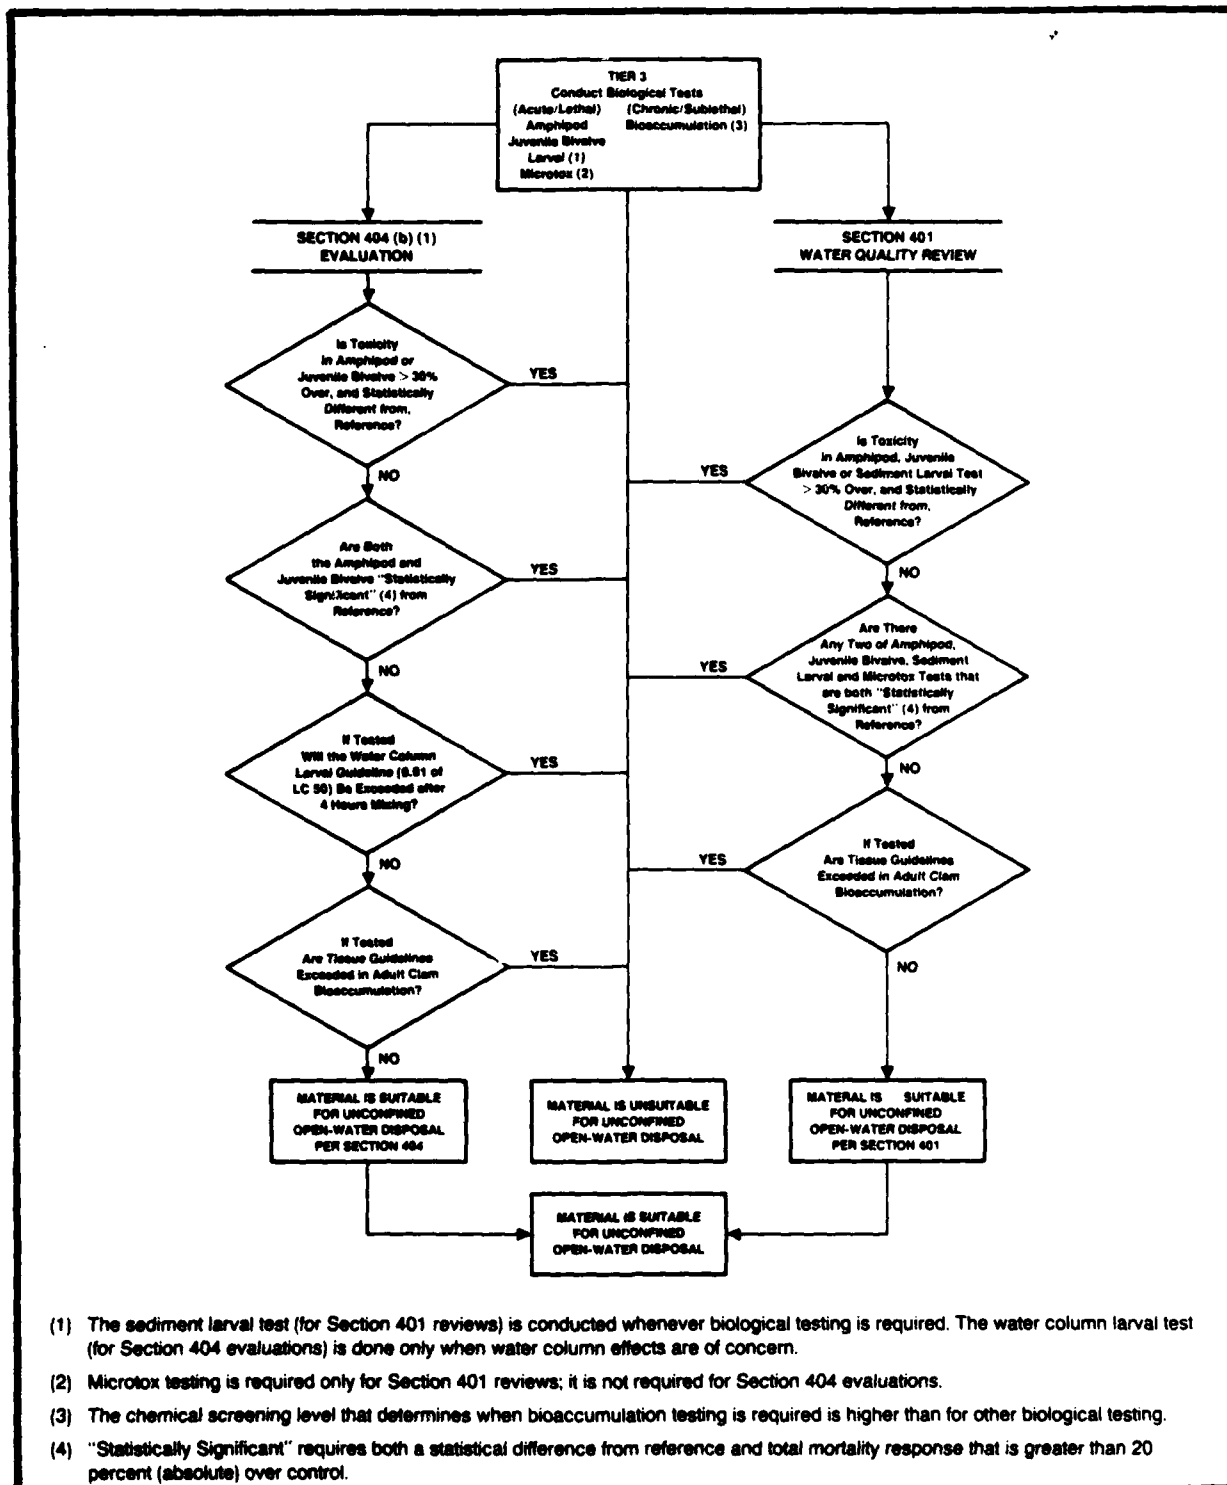 TIER 3
Conduct Biological Tests
(Acute/Lethal) (Chronic/Sublethal)
Amphipod Bioaccumulation (3)
Juvenile Bivalve
Larval (1)
Microtox (2)
SECTION 404 (b) (1)
EVALUATION
SECTION 401
WATER QUALITY REVIEW
Is Toxicity
in Amphipod or
Juvenile Bivalve > 30%
Over, and Statistically
Different from,
Reference?
YES
NO
Is Toxicity
in Amphipod, Juvenile
Bivalve or Sediment Larval Test
> 30% Over, and Statistically
Different from,
Reference?
YES
NO
Are Both
the Amphipod and
Juvenile Bivalve "Statistically
Significant" (4) from
Reference?
YES
NO
Are There
Any Two of Amphipod,
Juvenile Bivalve, Sediment
Larval and Microtox Tests that
are both "Statistically
Significant" (4) from
Reference?
YES
NO
If Tested
Will the Water Column
Larval Guideline (0.01 of
LC 50) Be Exceeded after
4 Hours Mixing?
YES
NO
If Tested
Are Tissue Guidelines
Exceeded in Adult Clam
Bioaccumulation?
YES
NO
If Tested
Are Tissue Guidelines
Exceeded in Adult Clam
Bioaccumulation?
YES
NO
MATERIAL IS SUITABLE
FOR UNCONFINED
OPEN-WATER DISPOSAL
PER SECTION 404
MATERIAL IS UNSUITABLE
FOR UNCONFINED
OPEN-WATER DISPOSAL
MATERAL IS SUITABLE
FOR UNCONFINED
OPEN-WATER DISPOSAL
PER SECTION 401
MATERIAL IS SUITABLE
FOR UNCONFINED
OPEN-WATER DISPOSAL
(1) The sediment larval test (for Section 401 reviews) is conducted whenever biological testing is required. The water column larval test
(for Section 404 evaluations) is done only when water column effects are of concern.
(2) Microtox testing is required only for Section 401 reviews; it is not required for Section 404 evaluations.
(3) The chemical screening level that determines when bioaccumulation testing is required is higher than for other biological testing.
(4) "Statistically Significant" requires both a statistical difference from reference and total mortality response that is greater than 20
percent (absolute) over control.